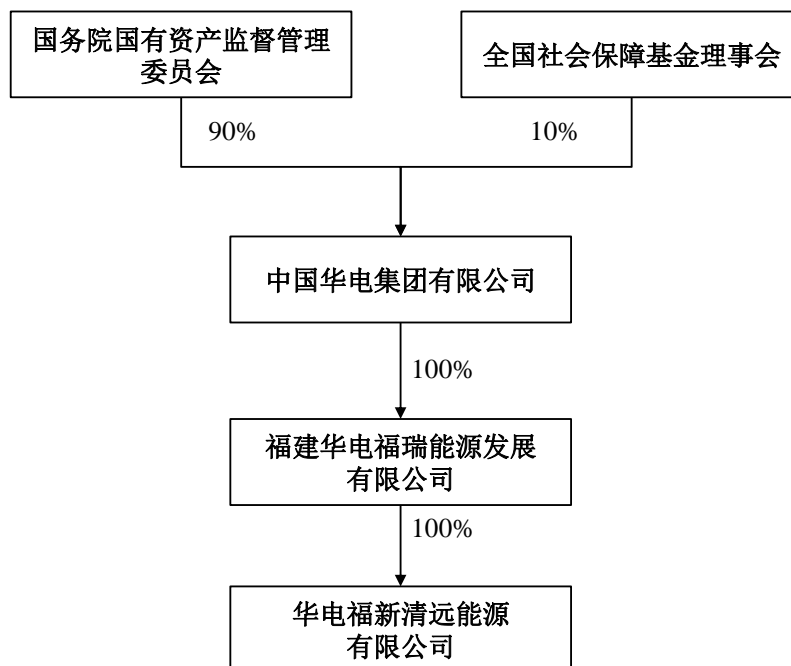 国务院国有资产监督管理
委员会
全国社会保障基金理事会
90%
10%
中国华电集团有限公司
100%
福建华电福瑞能源发展
有限公司
100%
华电福新清远能源
有限公司